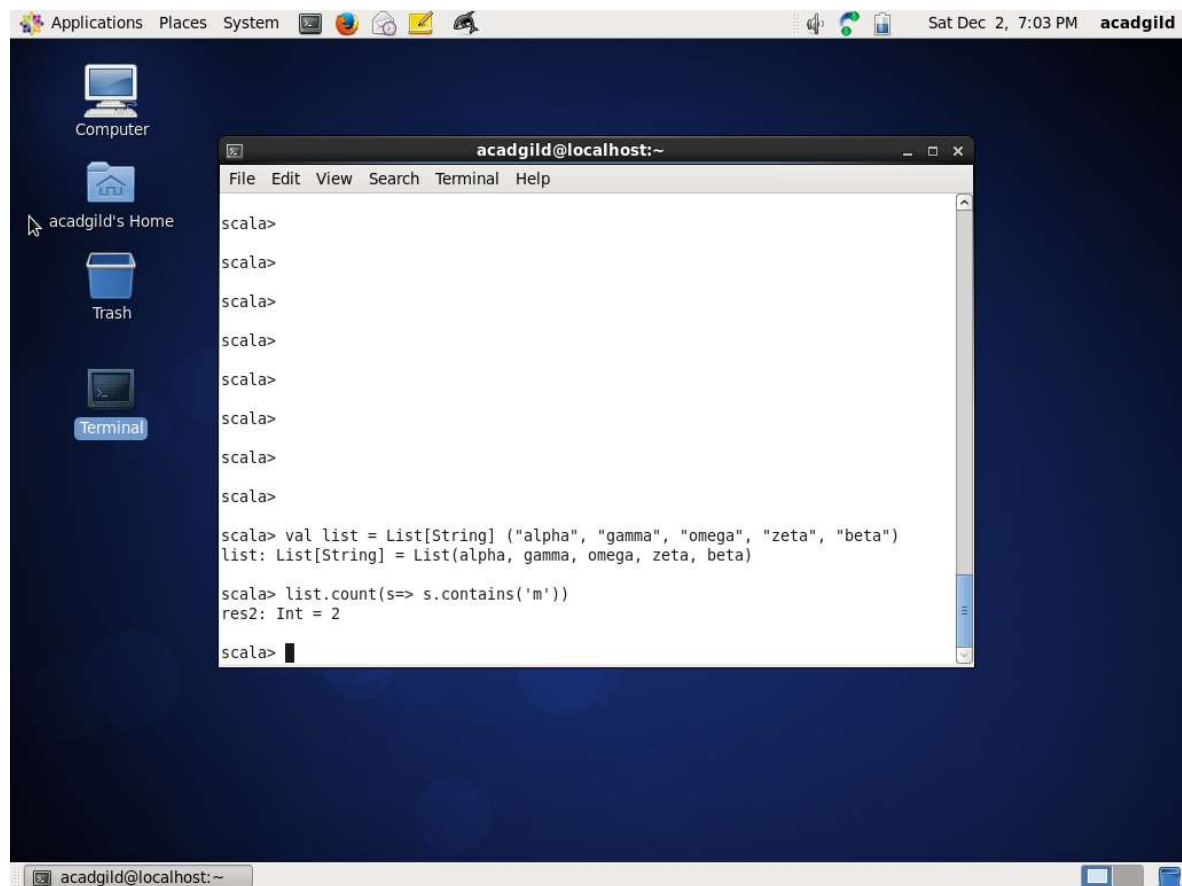 Applications Places System
Sat Dec 2, 7:03 PM acadgild
Computer
acadgild's Home
Trash
Terminal
acadgild@localhost:~
File Edit View Search Terminal Help
scala>
scala>
scala>
scala>
scala>
scala>
scala>
scala>
scala> val list = List[String] ("alpha", "gamma", "omega", "zeta", "beta")
list: List[String] = List(alpha, gamma, omega, zeta, beta)
scala> list.count(s=> s.contains('m'))
res2: Int = 2
scala>
acadgild@localhost:~